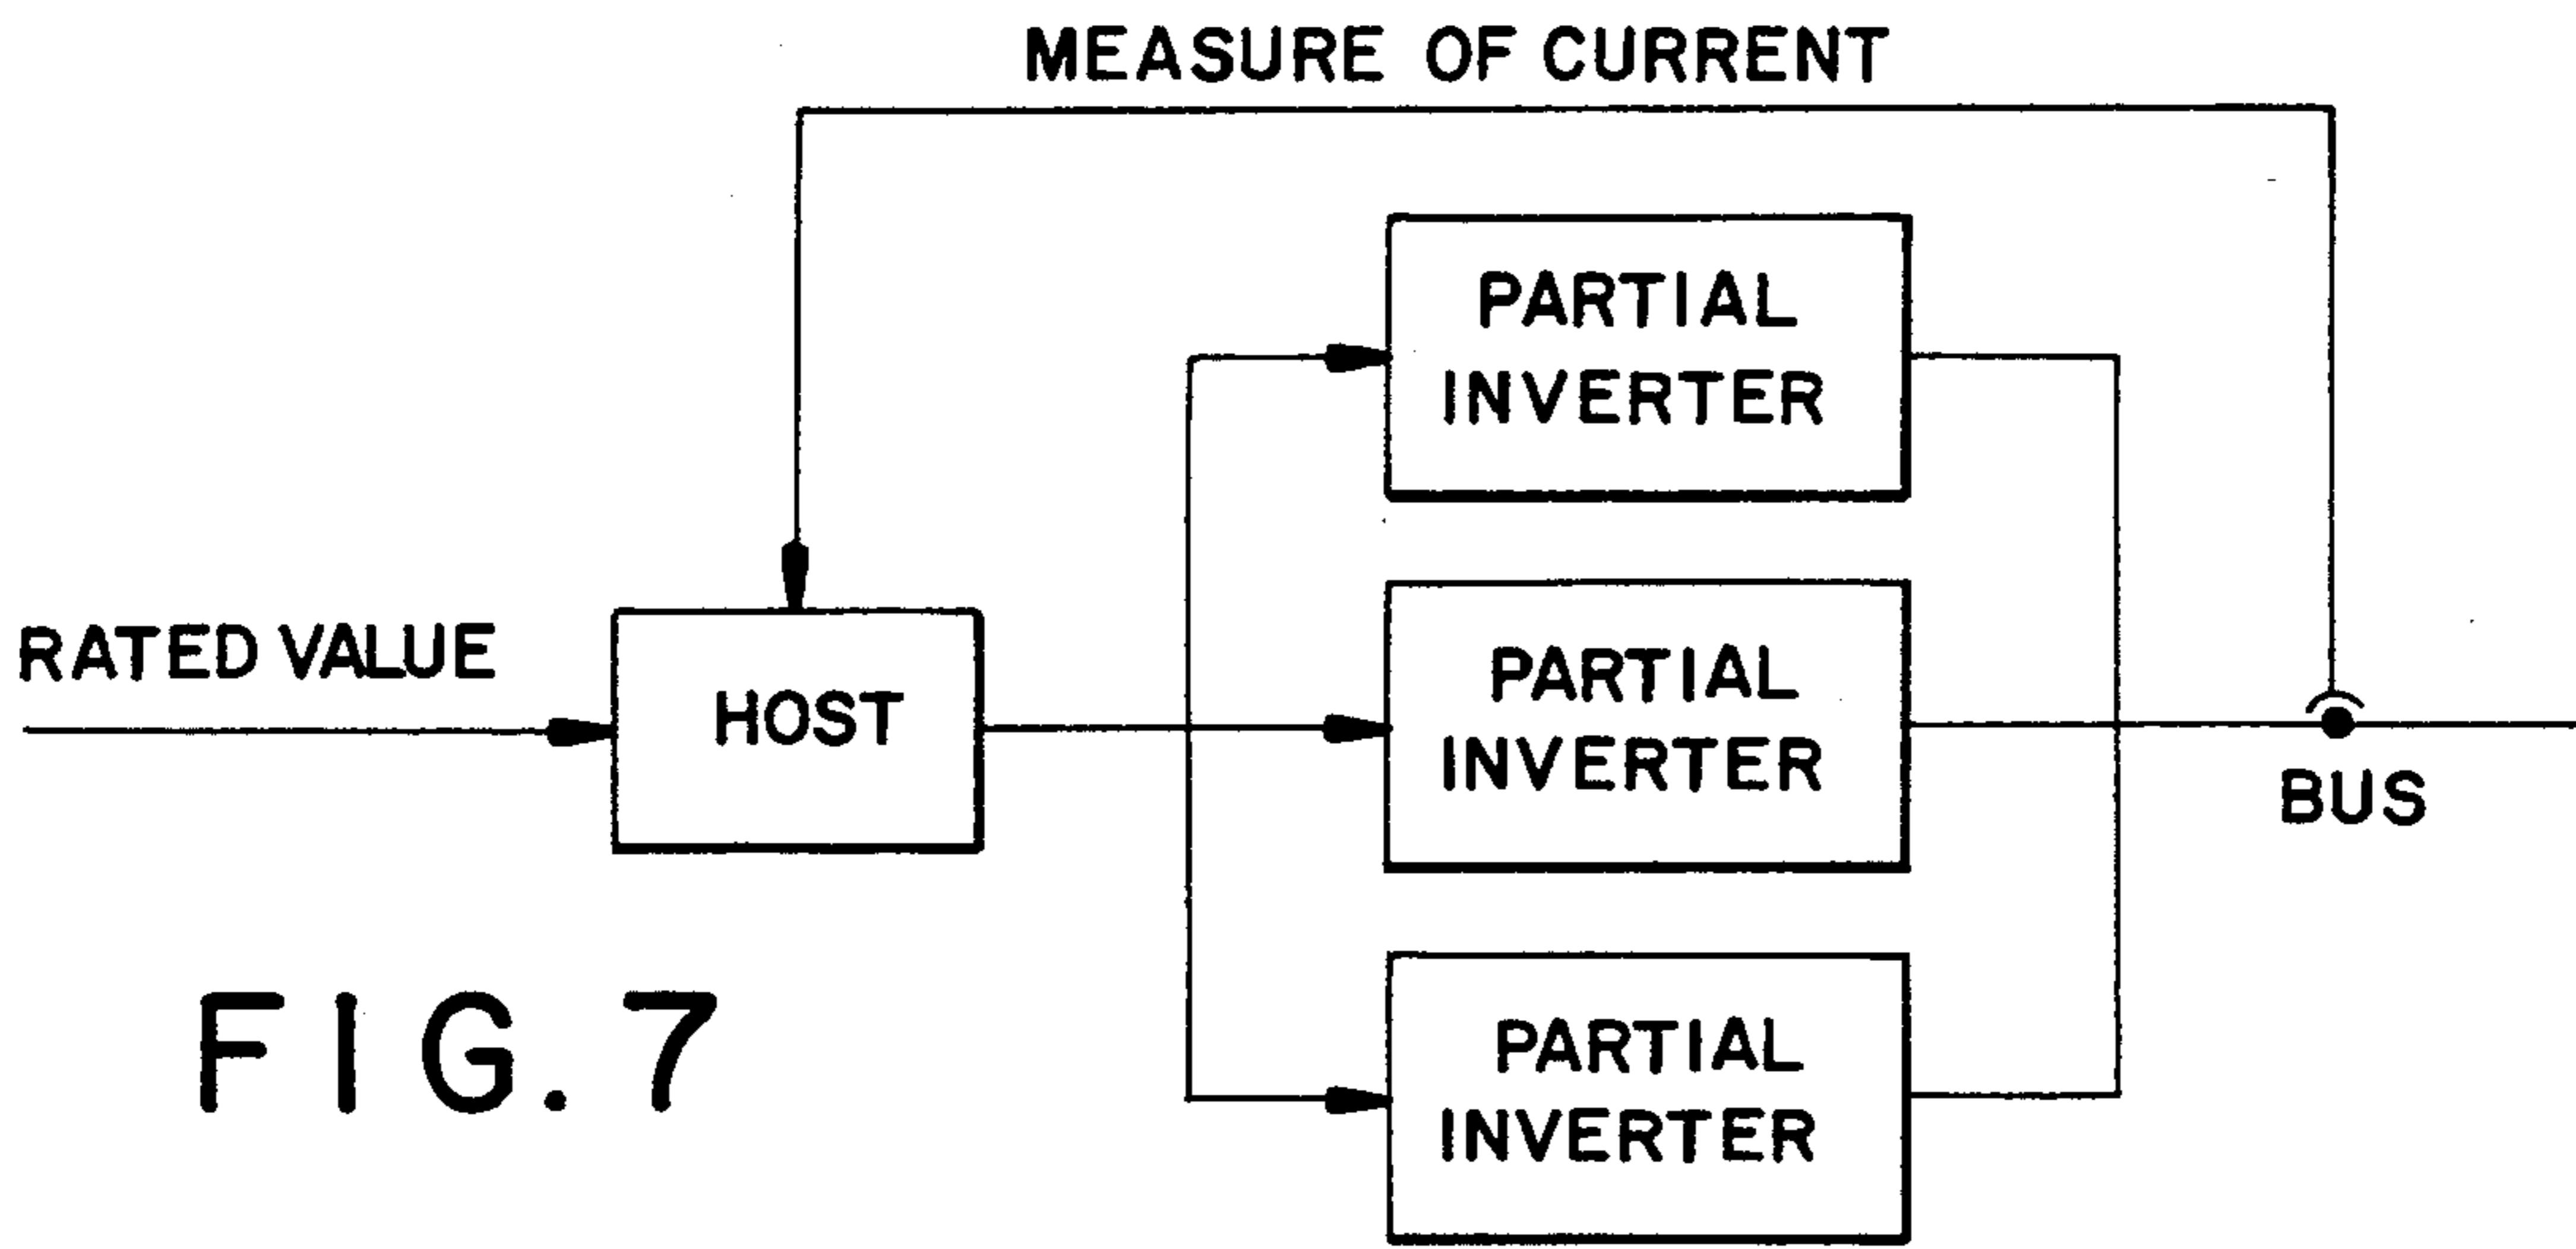 MEASURE OF CURRENT
PARTIAL
INVERTER
RATED VALUE
HOST
PARTIAL
INVERTER
BUS
PARTIAL
INVERTER
FIG. 7